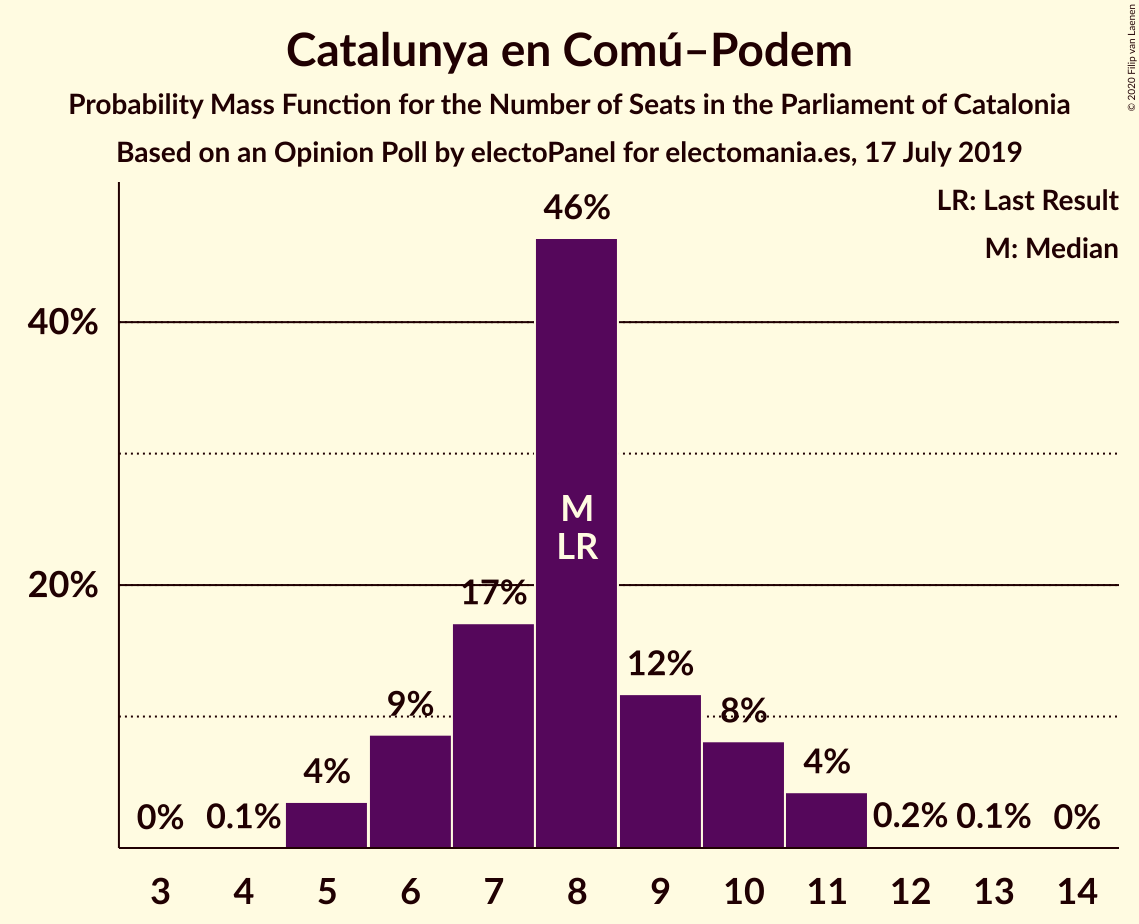 Catalunya en Comú–Podem
Probability Mass Function for the Number of Seats in the Parliament of Catalonia
Based on an Opinion Poll by electoPanel for electomania.es, 17 July 2019
© 2020 Filip van Laenen
LR: Last Result
M: Median
40%
20%
0%
0.1%
4%
9%
17%
46%
M
LR
12%
8%
4%
0.2%
0.1%
0%
3 4 5 6 7 8 9 10 11 12 13 14